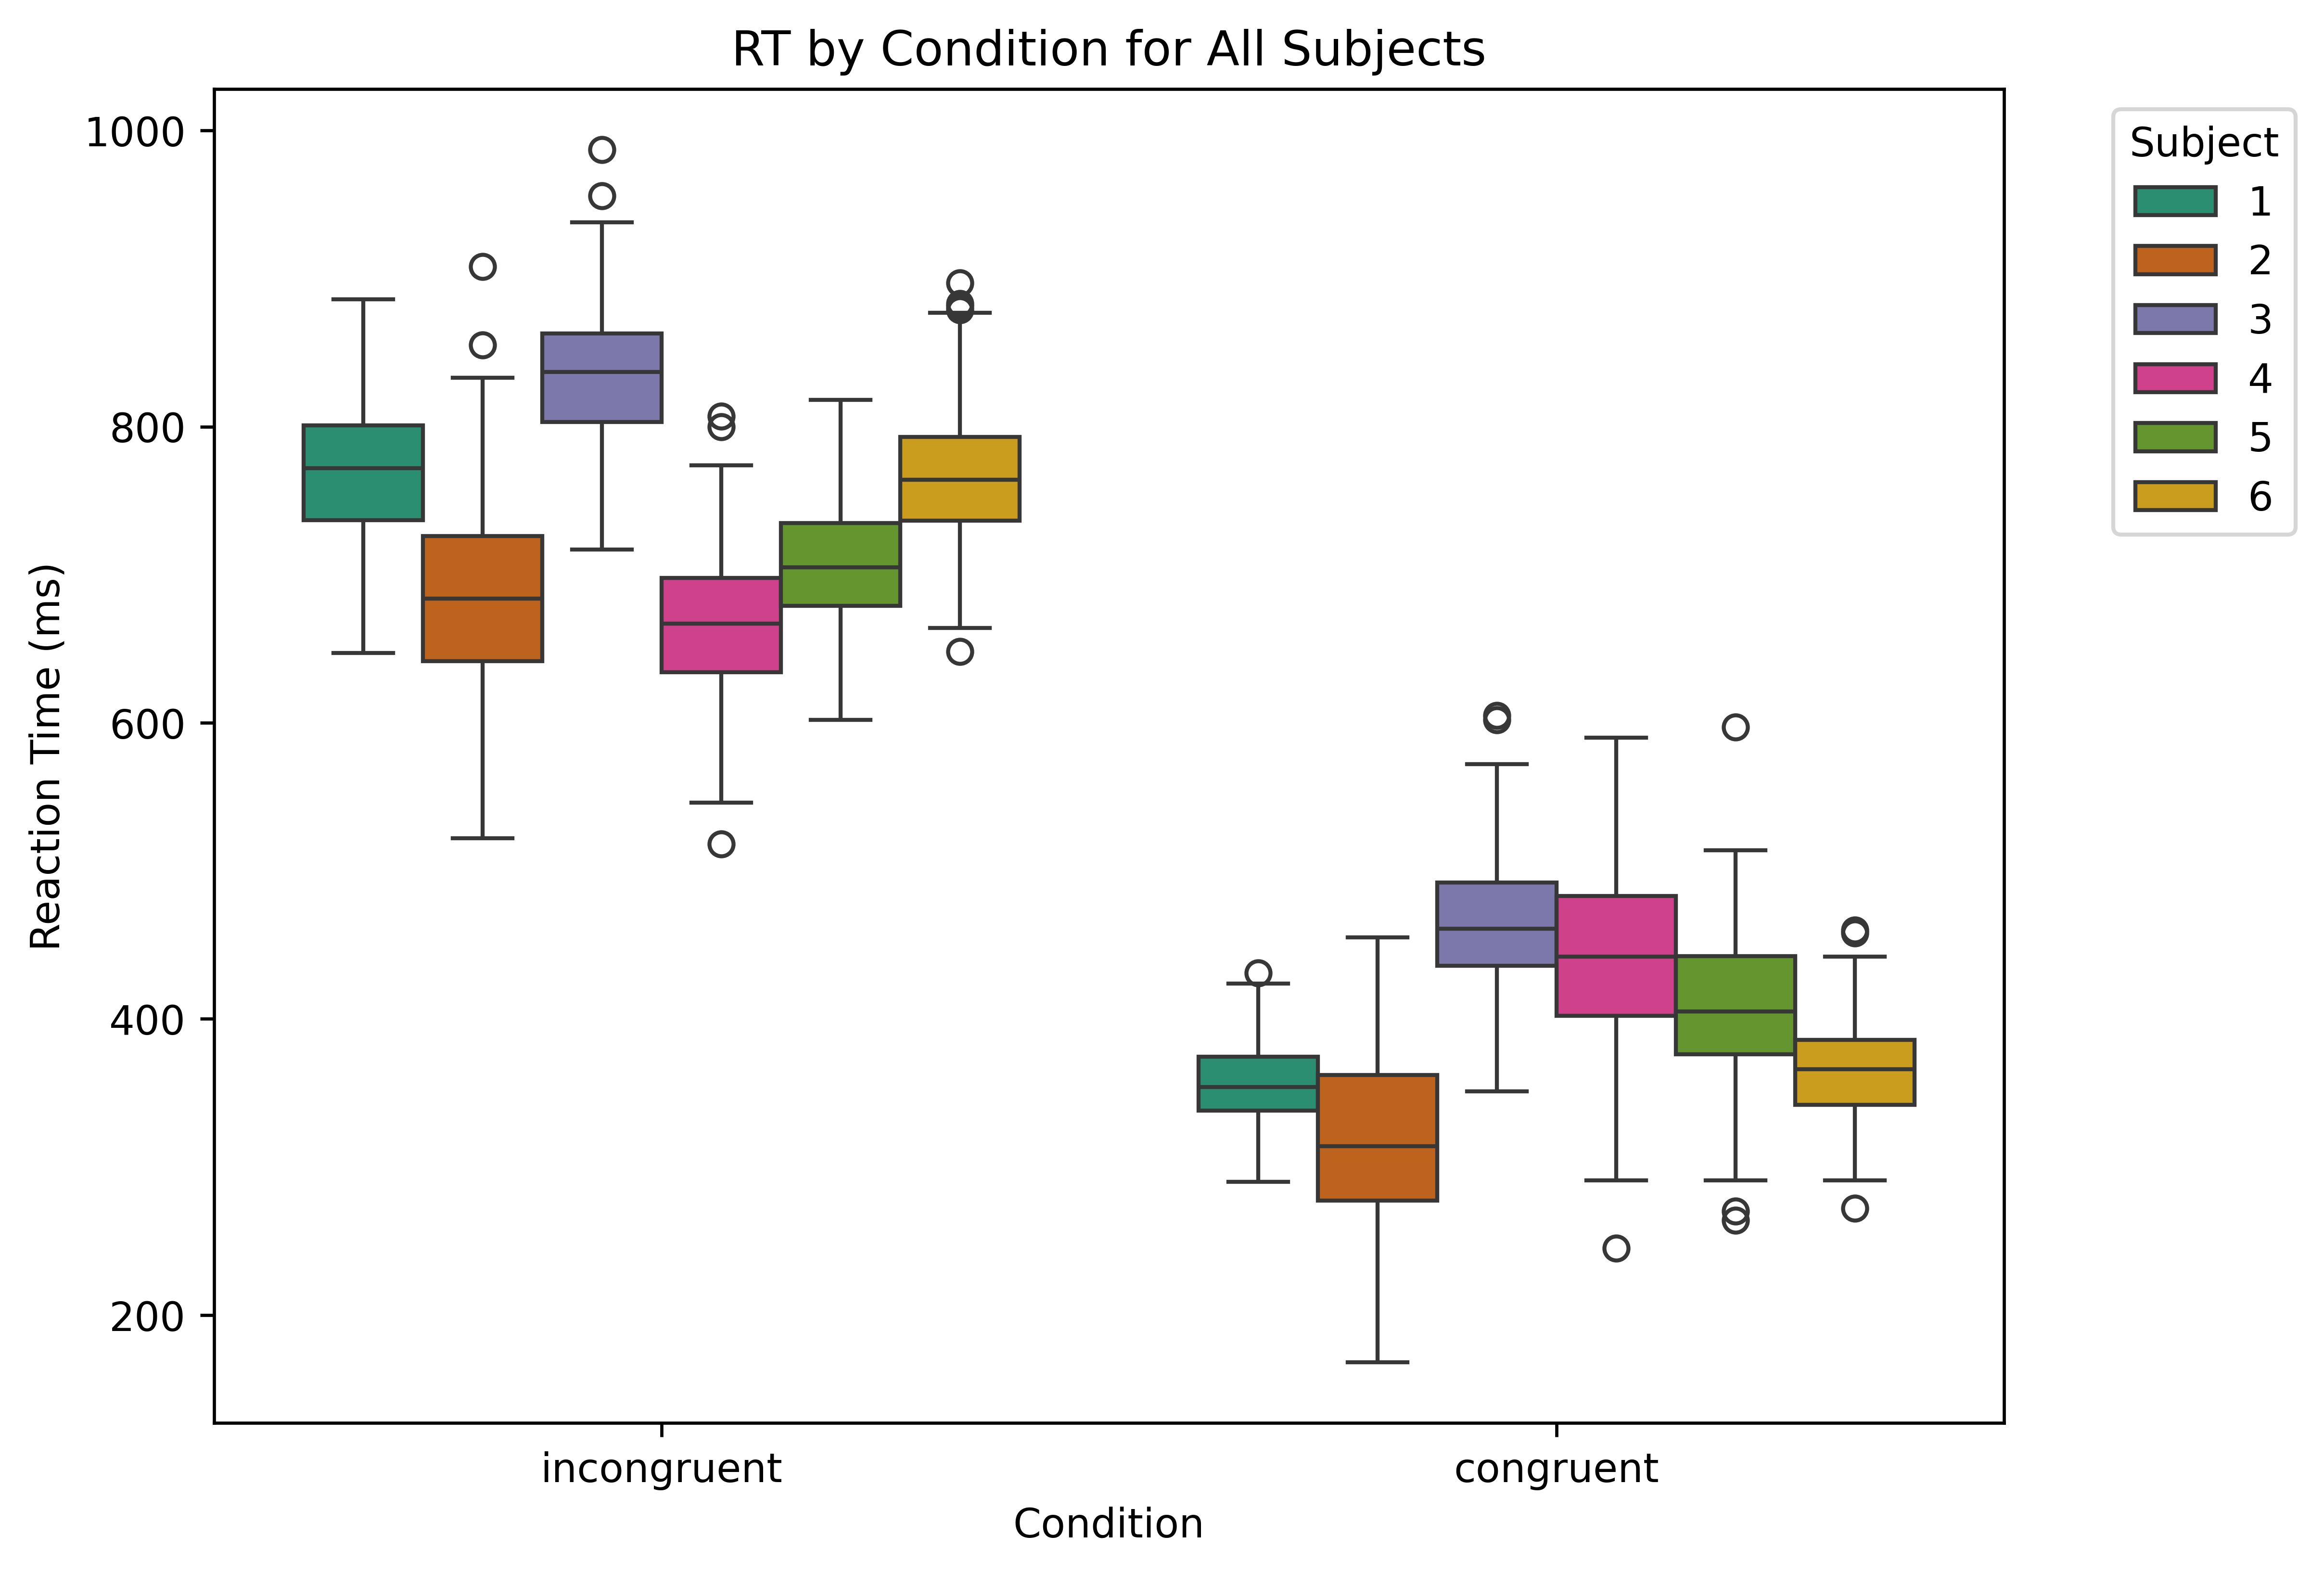 RT by Condition for All Subjects
1000
800
600
400
200
Reaction Time (ms)
incongruent
congruent
Condition
Subject
1
2
3
4
5
6